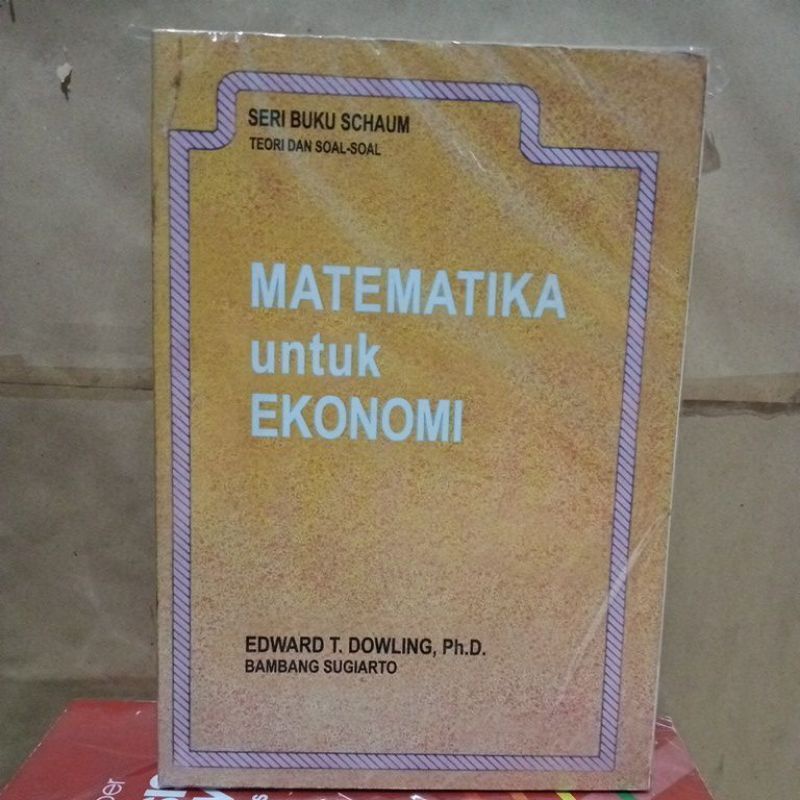 SERI BUKU SCHAUM
TEORI DAN SOAL-SOAL
MATEMATIKA
untuk
EKONOMI
EDWARD T. DOWLING, Ph.D.
BAMBANG SUGIARTO